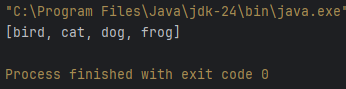 "C:\Program Files\Java\jdk-24\bin\java.exe"
[bird, cat, dog, frog]
Process finished with exit code 0